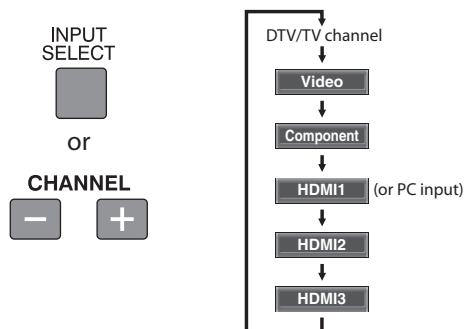 INPUT
SELECT
or
CHANNEL
− +
DTV/TV channel
Video
Component
HDMI1 (or PC input)
HDMI2
HDMI3